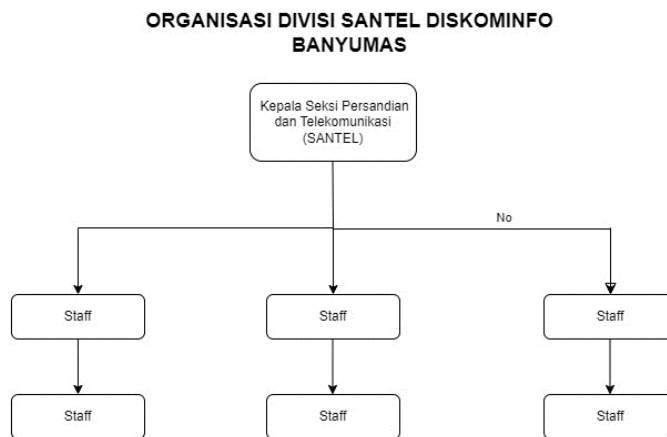 ORGANISASI DIVISI SANTEL DISKOMINFO
BANYUMAS
Kepala Seksi Persandian
dan Telekomunikasi
(SANTEL)
No
Staff
Staff
Staff
Staff
Staff
Staff